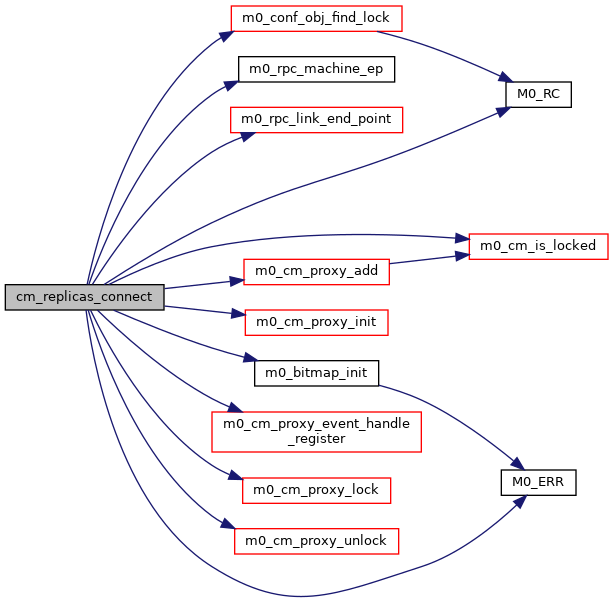 m0_conf_obj_find_lock
m0_rpc_machine_ep
M0_RC
m0_rpc_link_end_point
m0_cm_is_locked
m0_cm_proxy_add
cm_replicas_connect
m0_cm_proxy_init
m0_bitmap_init
m0_cm_proxy_event_handle
_register
M0_ERR
m0_cm_proxy_lock
m0_cm_proxy_unlock